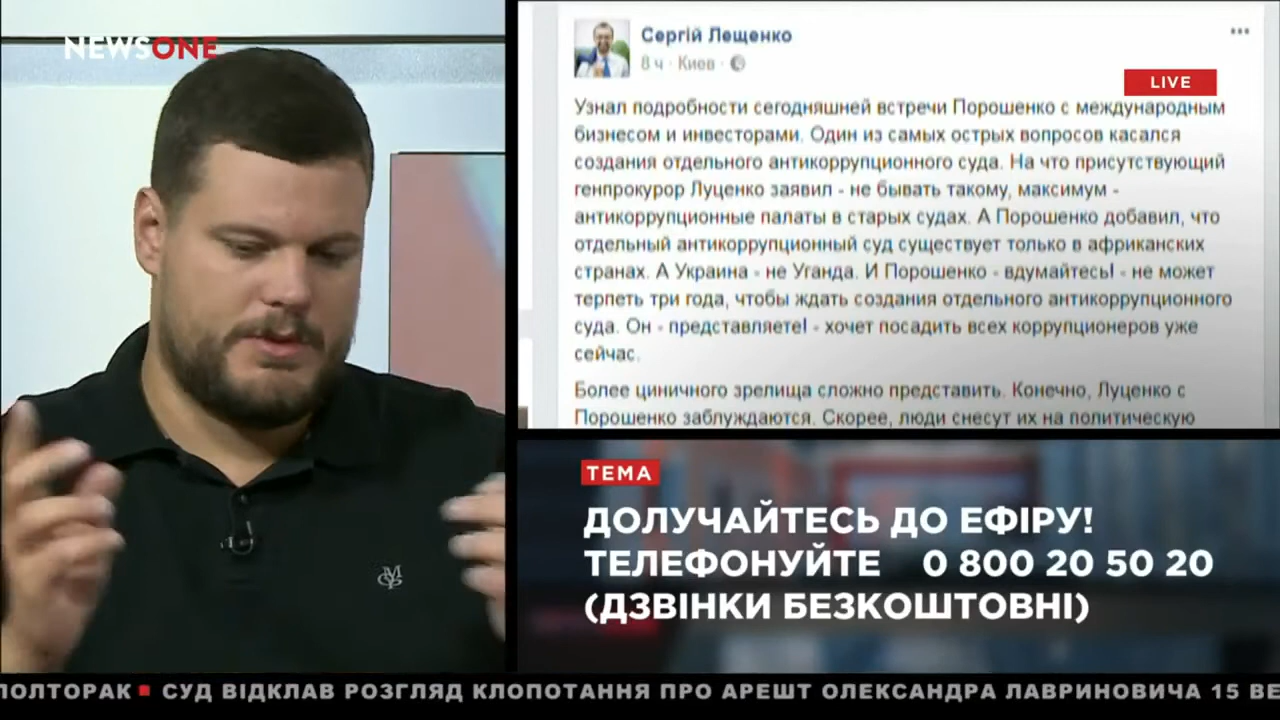 NEWSONE
Сергій Лещенко
8 ч · Киев
LIVE
Узнал подробности сегодняшней встречи Порошенко с международным
бизнесом и инвесторами. Один из самых острых вопросов касался
создания отдельного антикоррупционного суда. На что присутствующий
генпрокурор Луценко заявил - не бывать такому, максимум -
антикоррупционные палаты в старых судах. А Порошенко добавил, что
отдельный антикоррупционный суд существует только в африканских
странах. А Украина - не Уганда. И Порошенко - вдумайтесь! - не может
терпеть три года, чтобы ждать создания отдельного антикоррупционного
суда. Он - представляете! - хочет посадить всех коррупционеров уже
сейчас.
Более циничного зрелища сложно представить. Конечно, Луценко с
Порошенко заблуждаются. Скорее, люди снесут их на политическую
ТЕМА
ДОЛУЧАЙТЕСЬ ДО ЕФІРУ!
ТЕЛЕФОНУЙТЕ 0 800 20 50 20
(ДЗВІНКИ БЕЗКОШТОВНІ)
ПОЛТОРАК ▪ СУД ВІДКЛАВ РОЗГЛЯД КЛОПОТАННЯ ПРО АРЕШТ ОЛЕКСАНДРА ЛАВРИНОВИЧА 15 ВЕ